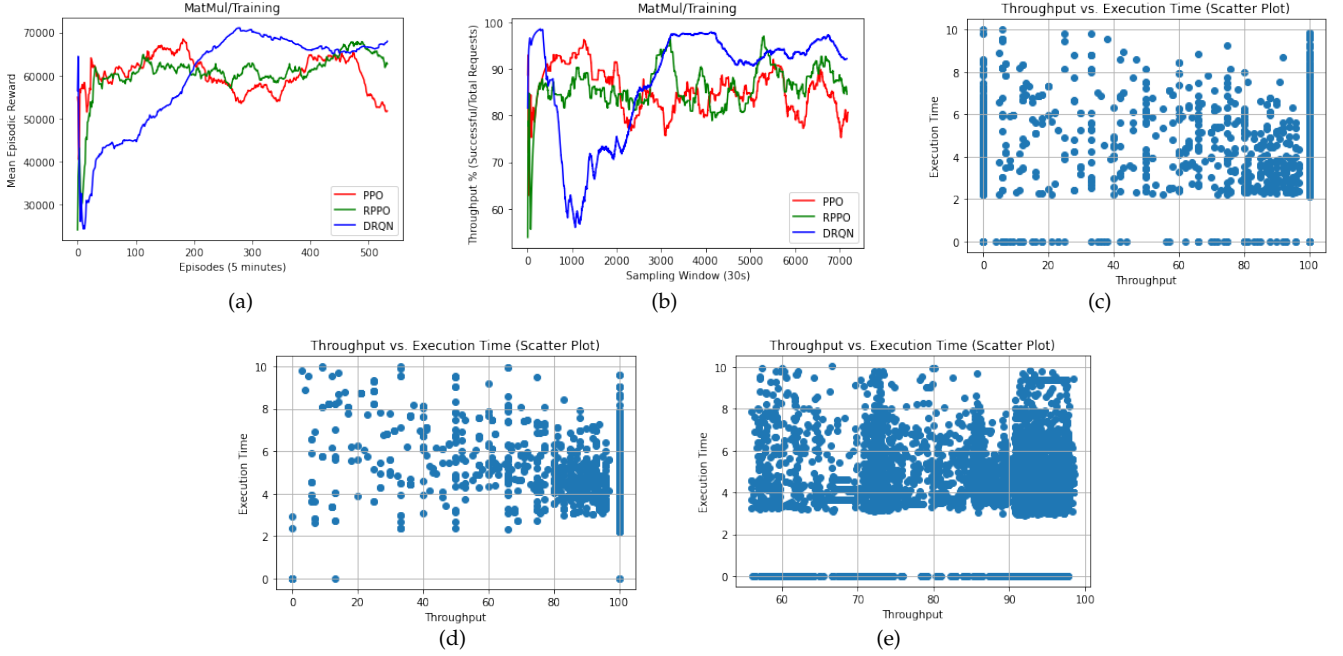 MatMul/Training
Mean Episodic Reward
70000
60000
50000
40000
30000
PPO
RPPO
DRQN
0 100 200 300 400 500
Episodes (5 minutes)
(a)
MatMul/Training
Throughput % (Successful/Total Requests)
100
90
80
70
60
PPO
RPPO
DRQN
0 1000 2000 3000 4000 5000 6000 7000
Sampling Window (30s)
(b)
Throughput vs. Execution Time (Scatter Plot)
Execution Time
10
8
6
4
2
0
0 20 40 60 80 100
Throughput
(c)
Throughput vs. Execution Time (Scatter Plot)
Execution Time
10
8
6
4
2
0
0 20 40 60 80 100
Throughput
(d)
Throughput vs. Execution Time (Scatter Plot)
Execution Time
10
8
6
4
2
0
60 70 80 90 100
Throughput
(e)